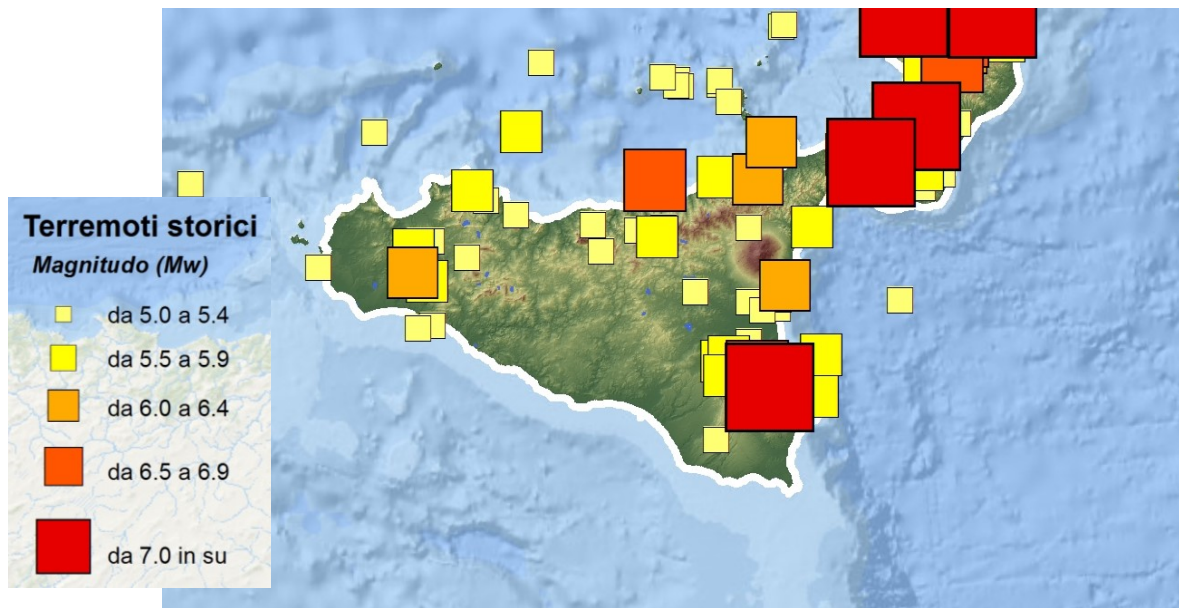 Terremoti storici
Magnitudo (Mw)
da 5.0 a 5.4
da 5.5 a 5.9
da 6.0 a 6.4
da 6.5 a 6.9
da 7.0 in su